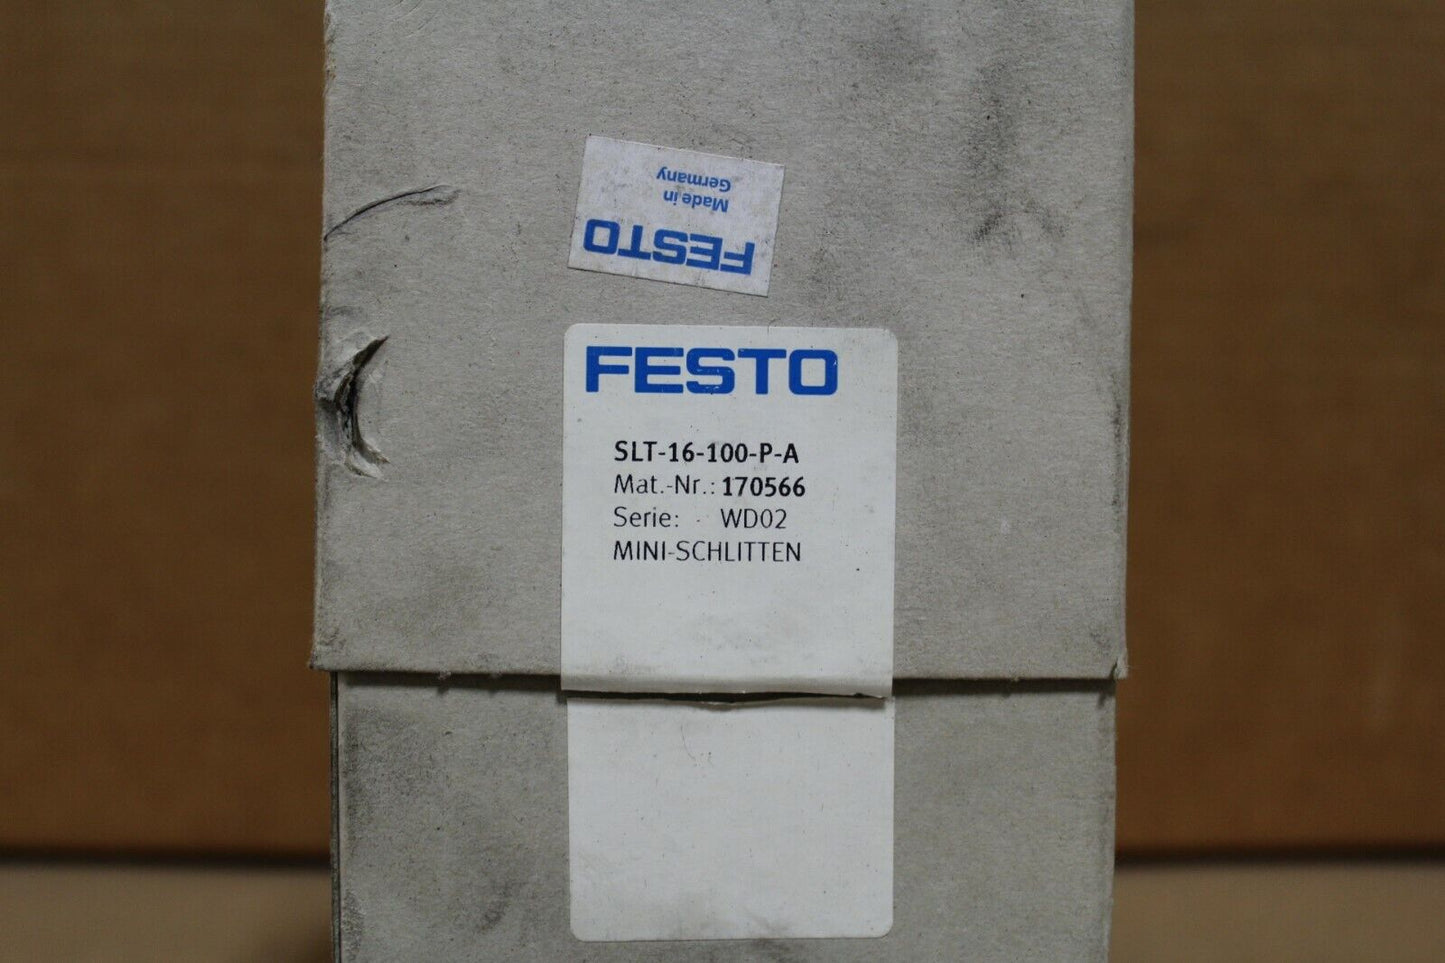 Made in
Germany
FESTO
FESTO
SLT-16-100-P-A
Mat.-Nr.: 170566
Serie: WD02
MINI-SCHLITTEN